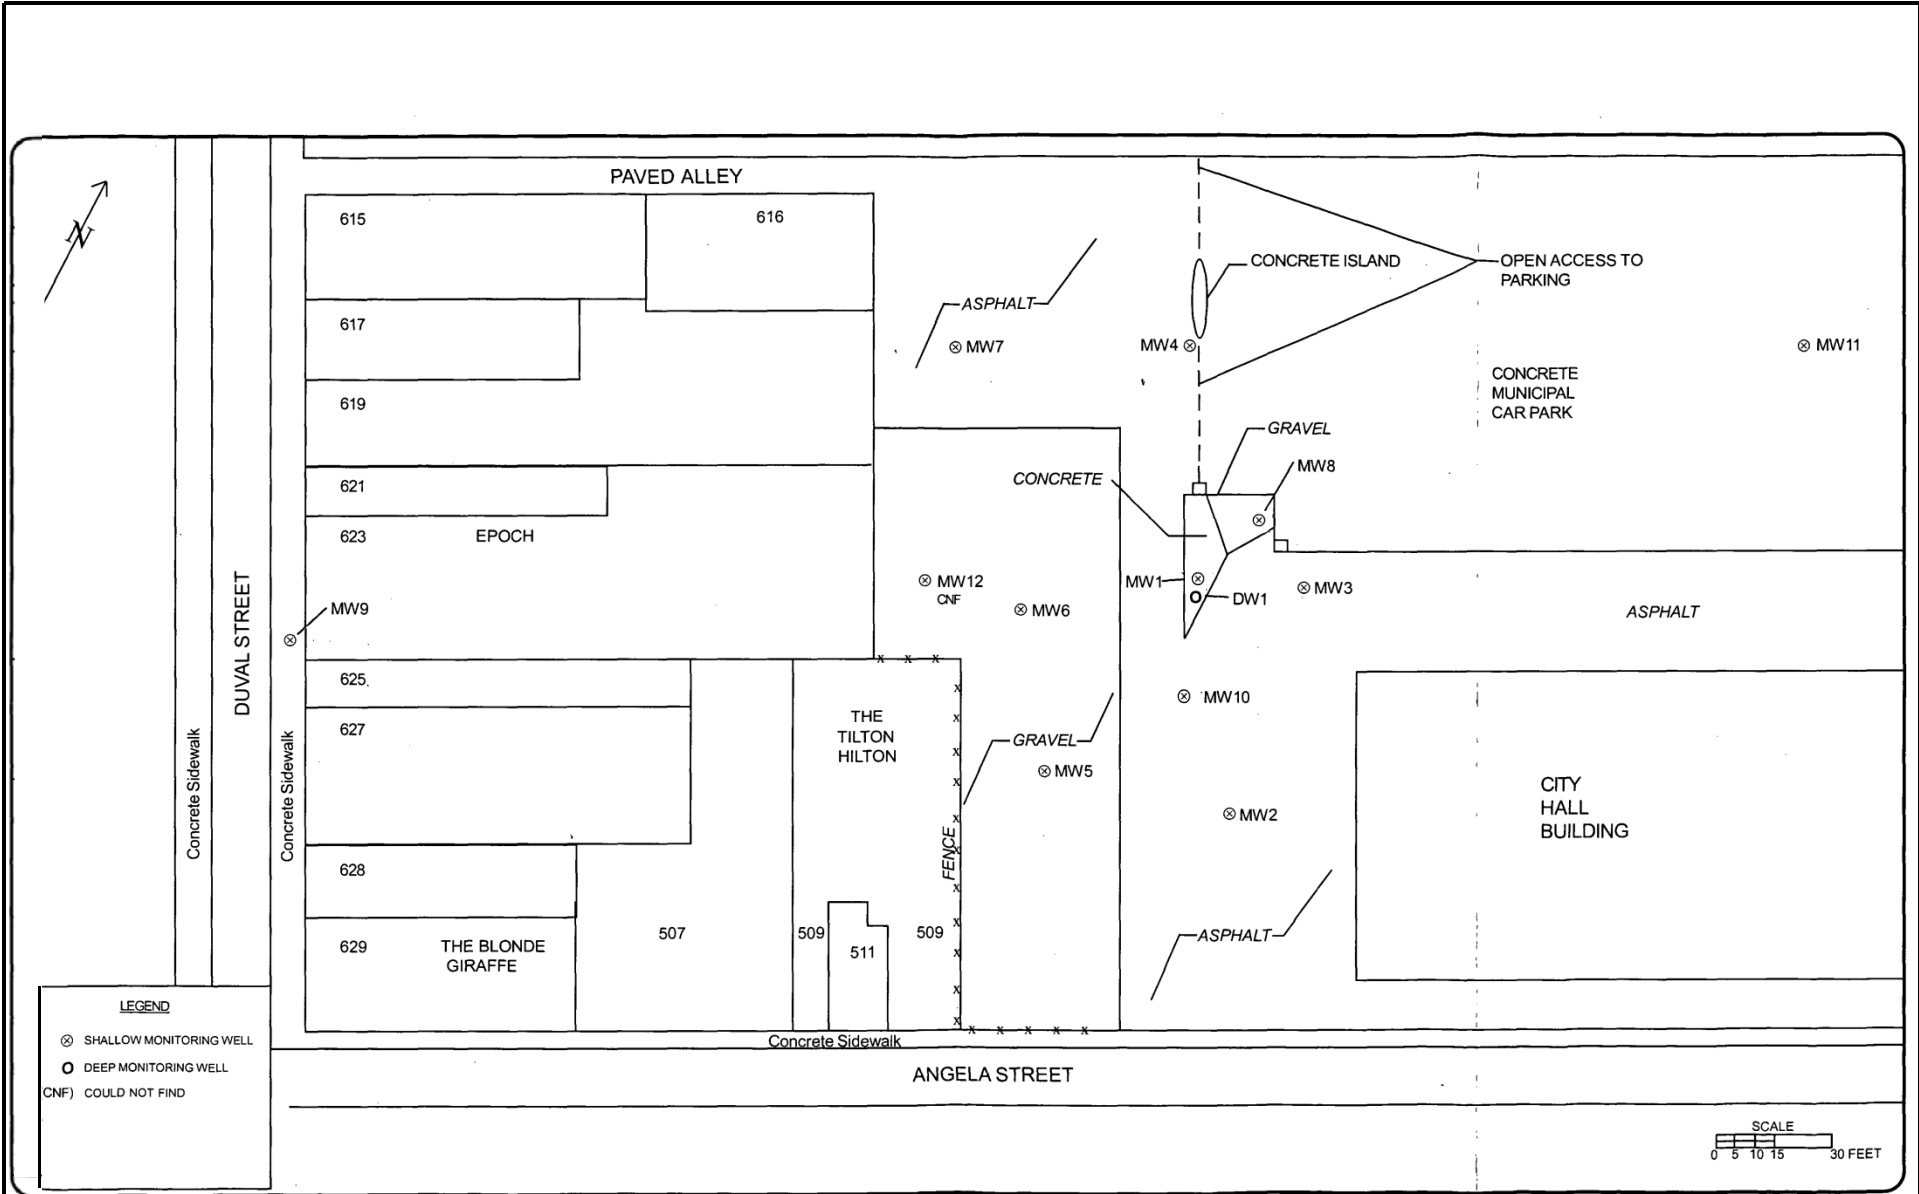 PAVED ALLEY
N
615
616
617
619
621
623
EPOCH
625
627
628
629
THE BLONDE
GIRAFFE
507
509
511
509
THE
TILTON
HILTON
FENCE
DUVAL STREET
Concrete Sidewalk
Concrete Sidewalk
MW9
ASPHALT
MW7
MW4
CONCRETE ISLAND
OPEN ACCESS TO
PARKING
MW11
CONCRETE
MUNICIPAL
CAR PARK
GRAVEL
MW8
CONCRETE
MW12
CNF
MW6
MW1
DW1
MW3
ASPHALT
MW10
GRAVEL
MW5
MW2
CITY
HALL
BUILDING
ASPHALT
Concrete Sidewalk
ANGELA STREET
LEGEND
SHALLOW MONITORING WELL
DEEP MONITORING WELL
CNF) COULD NOT FIND
SCALE
0 5 10 15 30 FEET